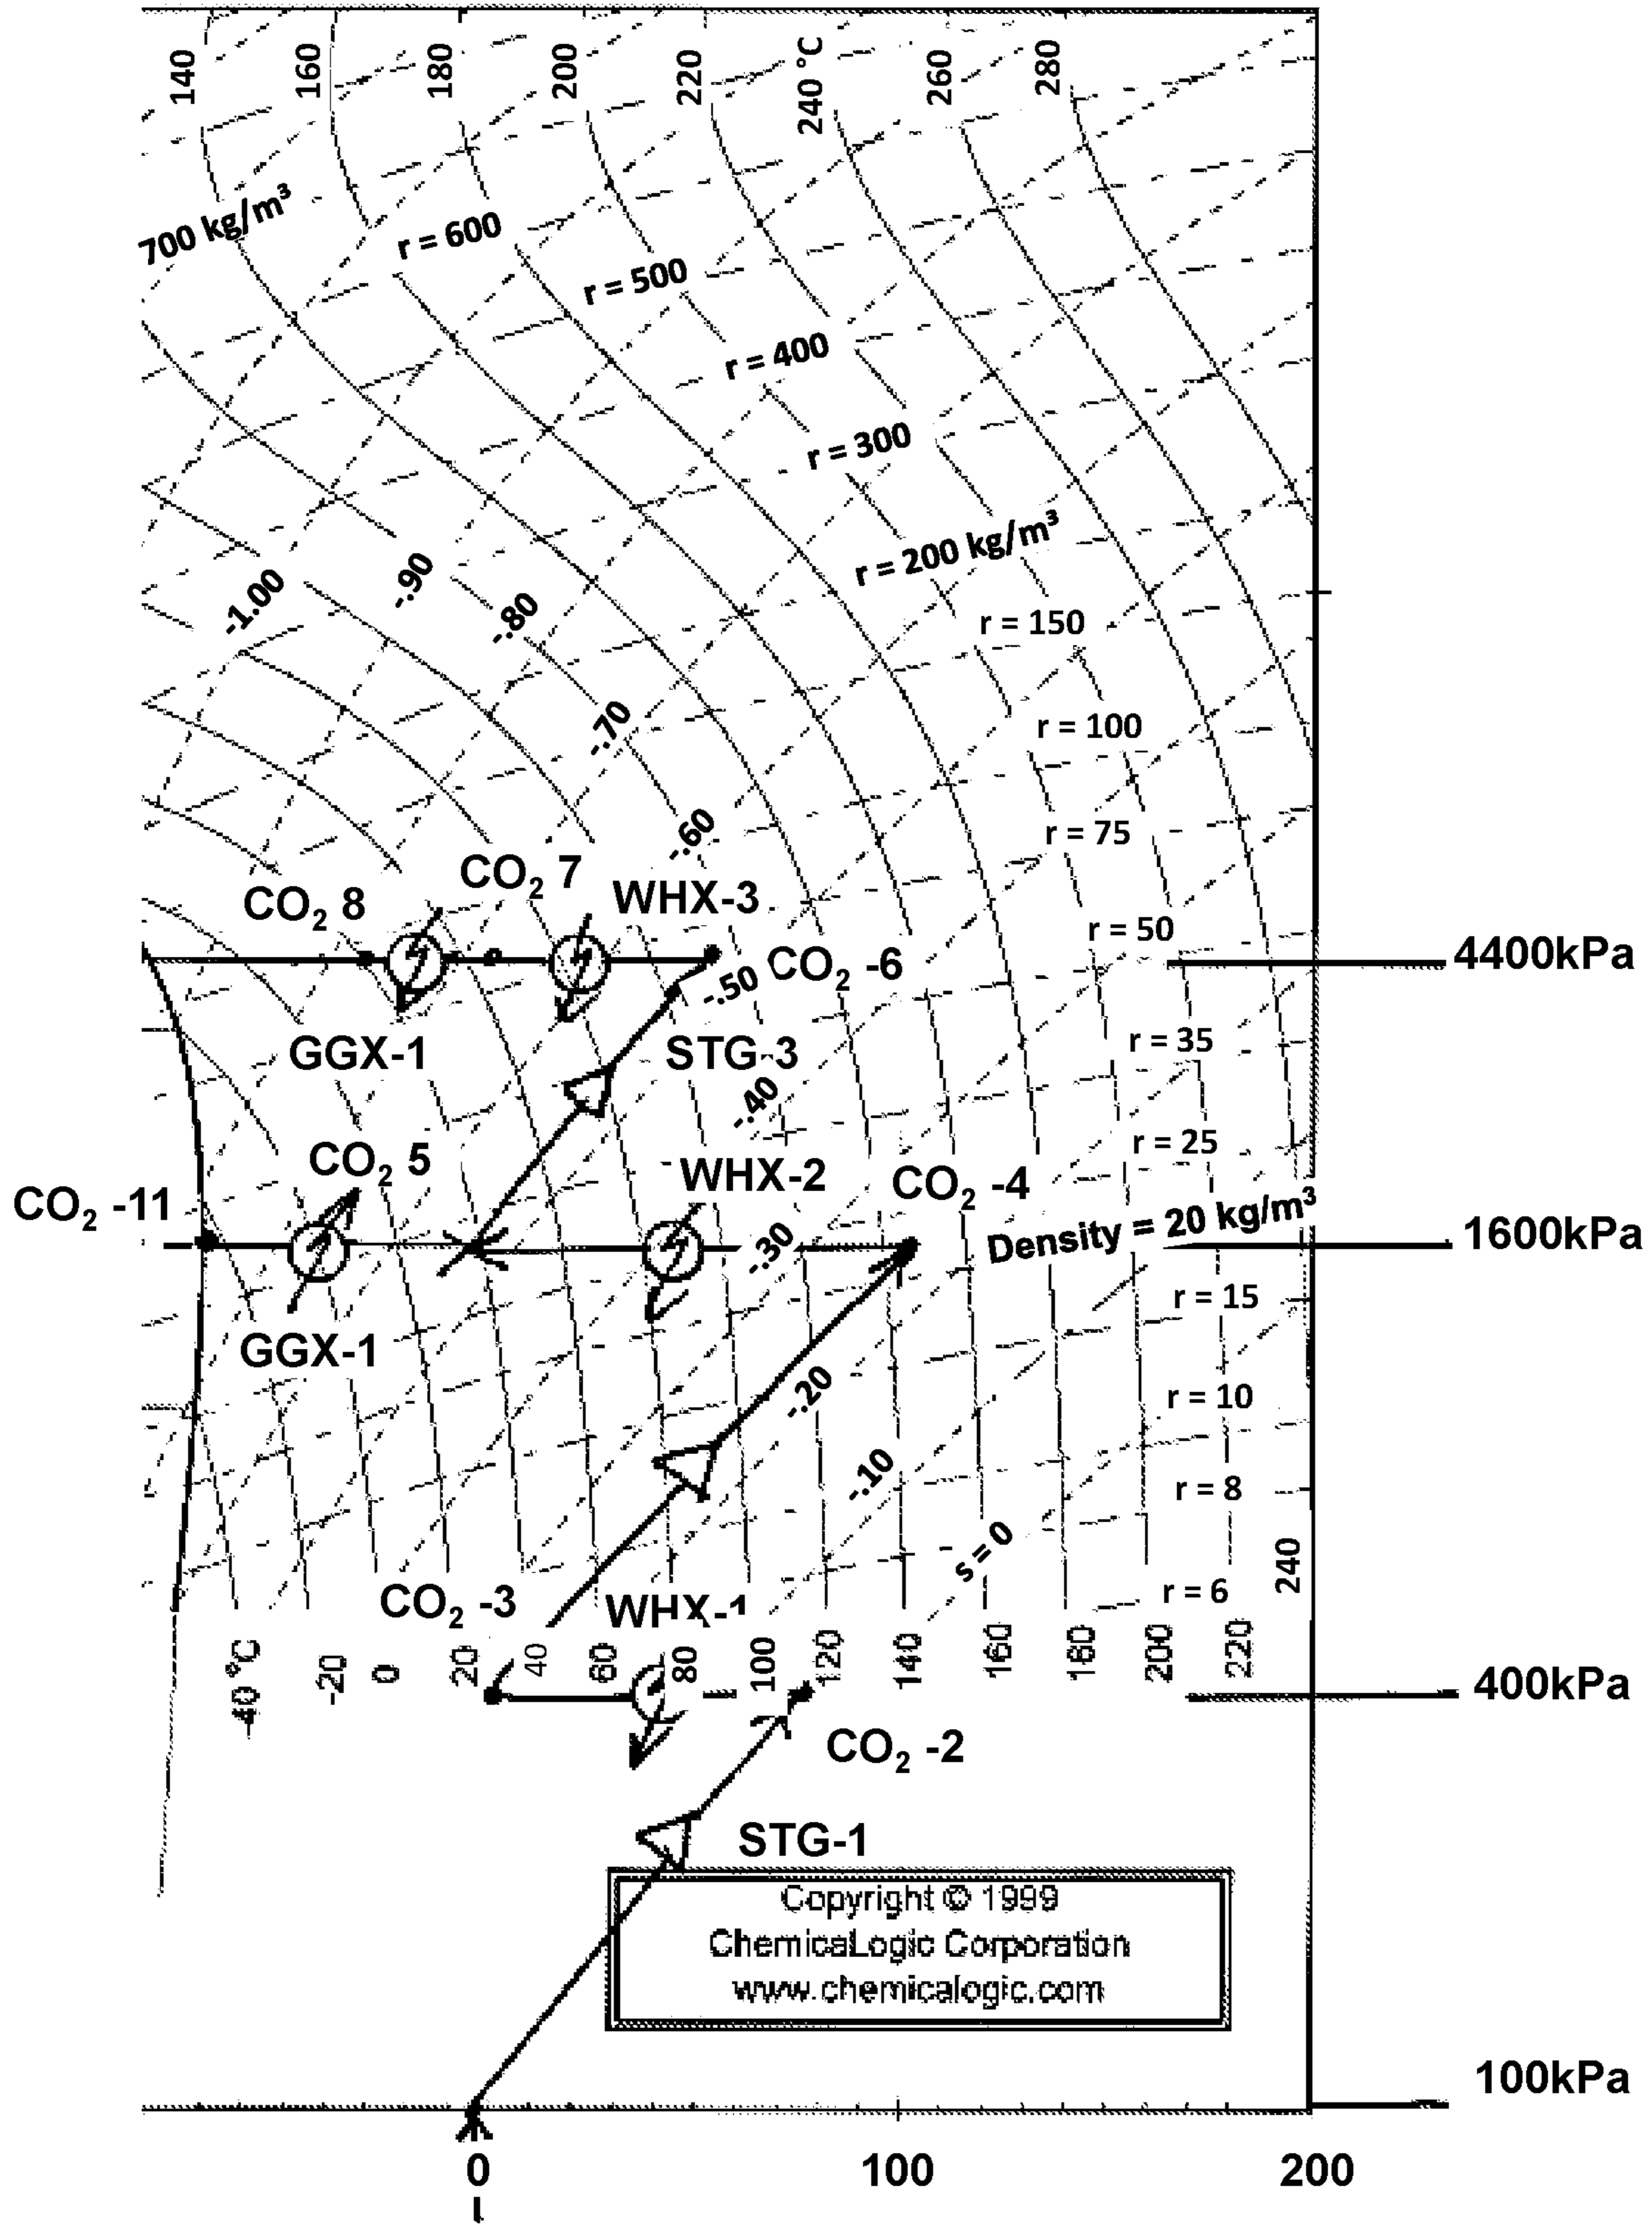 140
160
180
200
220
240 °C
260
280
700 kg/m³
r = 600
r = 500
r = 400
r = 300
r = 200 kg/m³
-1.00
-.90
-.80
r = 150
-.70
r = 100
-.60
r = 75
CO₂ 7
CO₂ 8
WHX-3
r = 50
CO₂ -6
4400kPa
-.50
GGX-1
STG-3
r = 35
-.40
r = 25
CO₂ 5
WHX-2
CO₂ -4
CO₂ -11
Density = 20 kg/m³
1600kPa
-.30
r = 15
GGX-1
-.20
r = 10
-.10
r = 8
s = 0
240
r = 6
CO₂ -3
WHX-1
-40 °C
-20
0
20
40
60
80
100
120
140
160
180
200
220
400kPa
CO₂ -2
STG-1
Copyright © 1999
ChemicaLogic Corporation
www.chemicalogic.com
100kPa
0
100
200